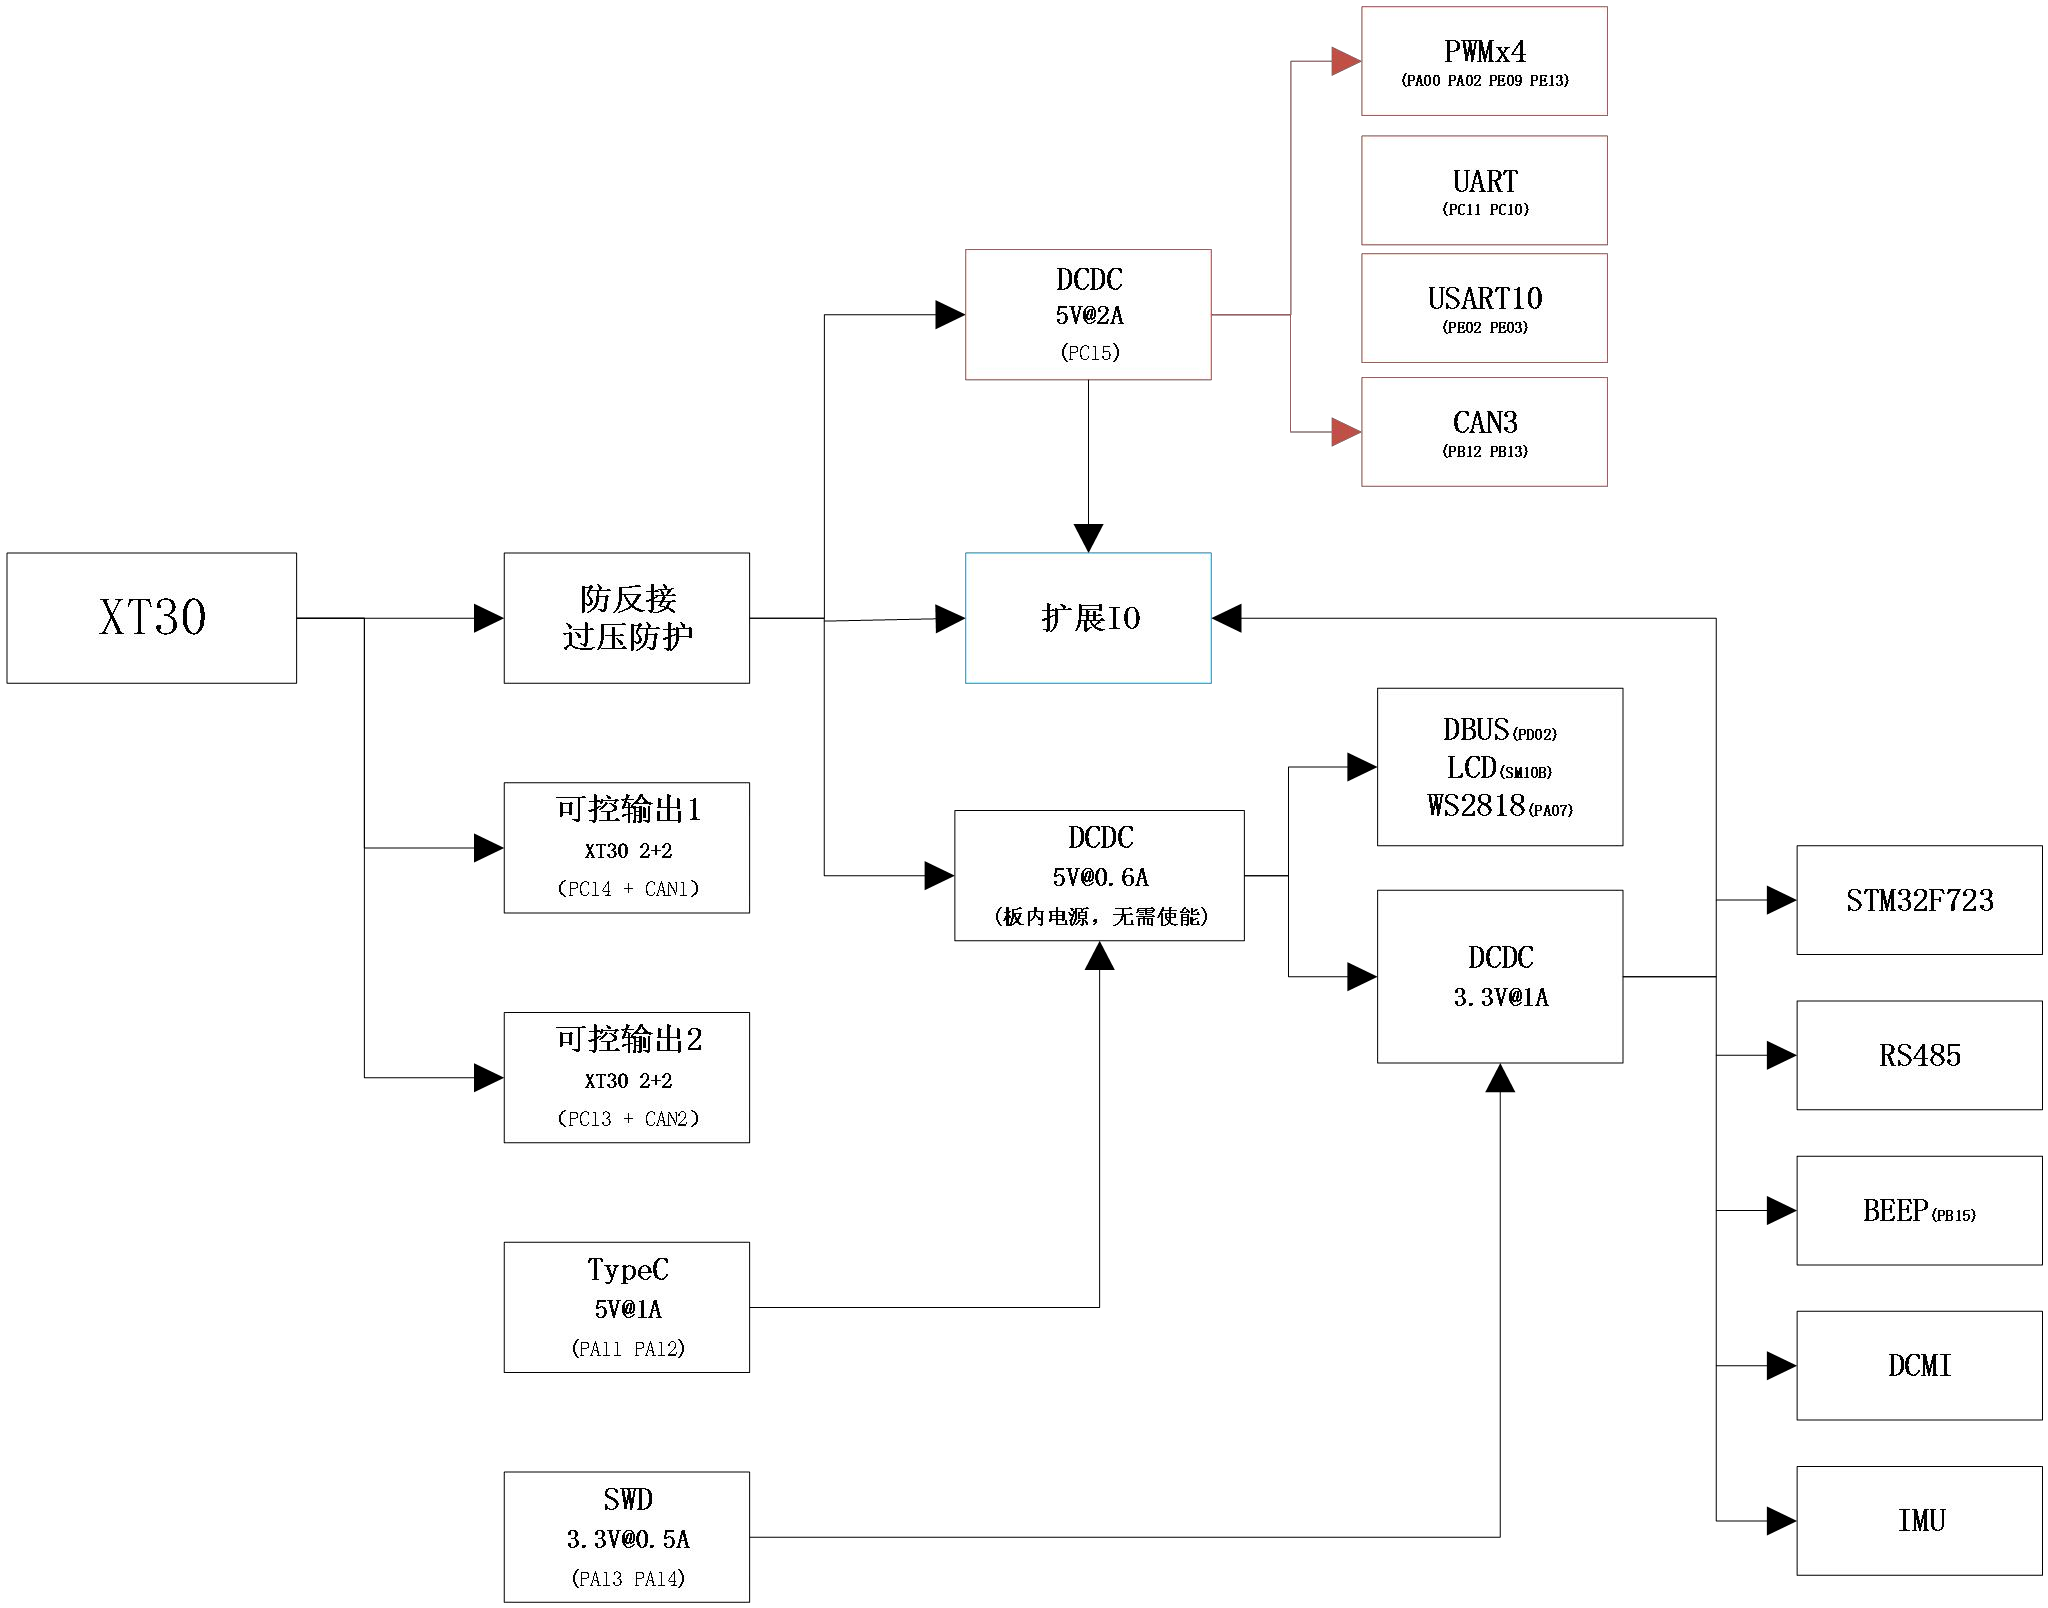 PWMx4
(PA00 PA02 PE09 PE13)
UART
(PC11 PC10)
USART10
(PE02 PE03)
CAN3
(PB12 PB13)
DCDC
5V@2A
(PC15)
XT30
防反接
过压防护
扩展IO
可控输出1
XT30 2+2
(PC14 + CAN1)
可控输出2
XT30 2+2
(PC13 + CAN2)
DCDC
5V@0.6A
(板内电源，无需使能)
DBUS(PD02)
LCD(SM10B)
WS2818(PA07)
DCDC
3.3V@1A
TypeC
5V@1A
(PA11 PA12)
SWD
3.3V@0.5A
(PA13 PA14)
STM32F723
RS485
BEEP(PB15)
DCMI
IMU